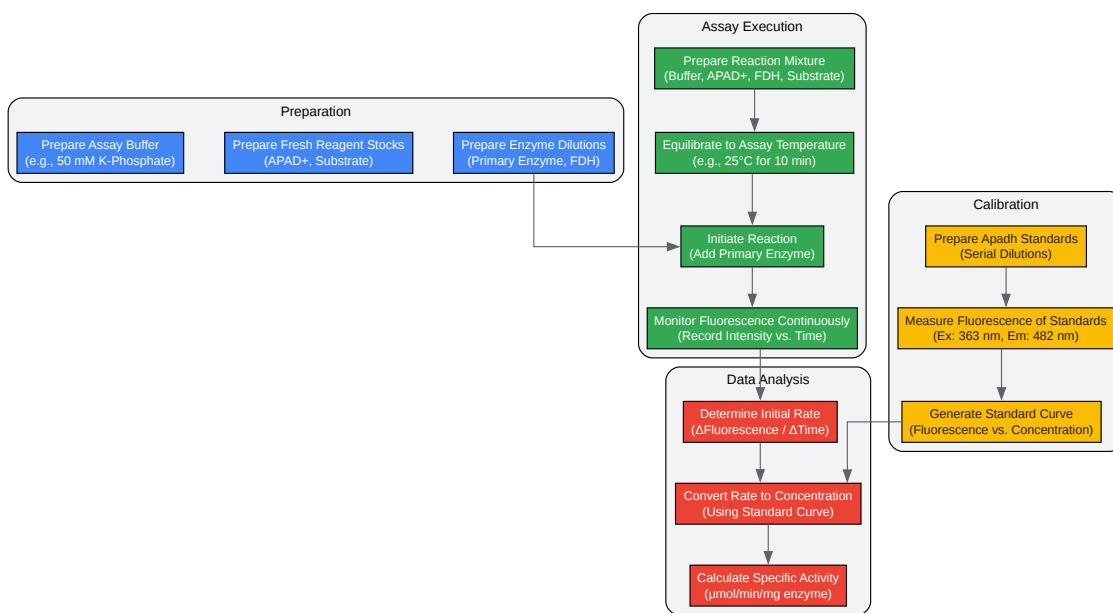 Assay Execution
Prepare Reaction Mixture
(Buffer, APAD+, FDH, Substrate)
Preparation
Prepare Assay Buffer
(e.g., 50 mM K-Phosphate)
Prepare Fresh Reagent Stocks
(APAD+, Substrate)
Prepare Enzyme Dilutions
(Primary Enzyme, FDH)
Equilibrate to Assay Temperature
(e.g., 25°C for 10 min)
Calibration
Initiate Reaction
(Add Primary Enzyme)
Prepare Apadh Standards
(Serial Dilutions)
Monitor Fluorescence Continuously
(Record Intensity vs. Time)
Measure Fluorescence of Standards
(Ex: 363 nm, Em: 482 nm)
Data Analysis
Determine Initial Rate
(ΔFluorescence / ΔTime)
Generate Standard Curve
(Fluorescence vs. Concentration)
Convert Rate to Concentration
(Using Standard Curve)
Calculate Specific Activity
(μmol/min/mg enzyme)